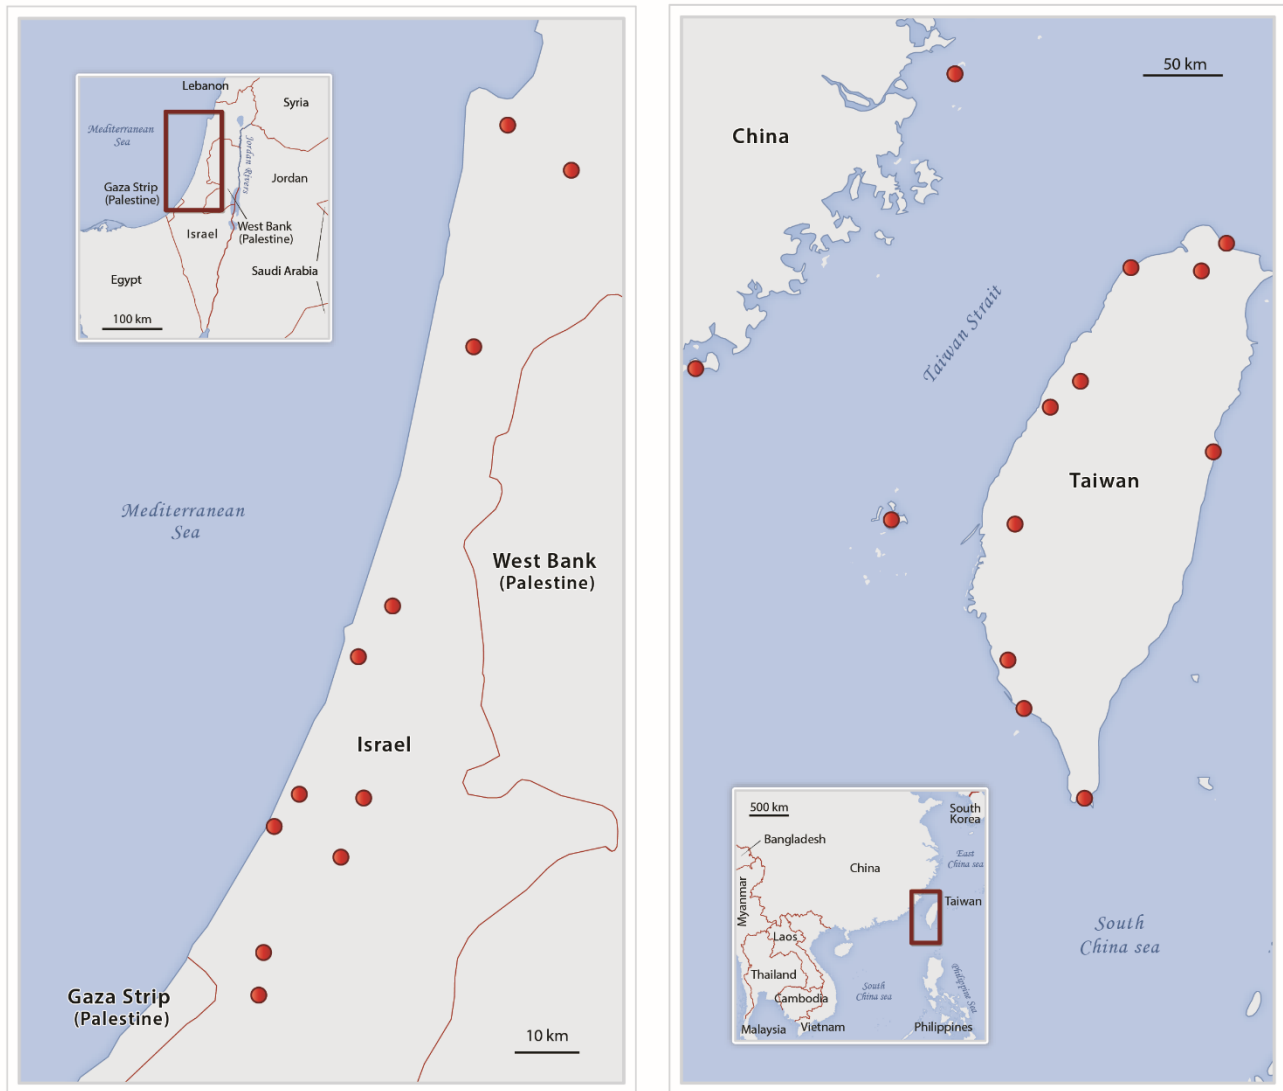 Lebanon
Syria
Mediterranean
Sea
Jordan Rivers
Jordan
Gaza Strip
(Palestine)
West Bank
(Palestine)
Israel
Saudi Arabia
Egypt
100 km
Mediterranean
Sea
West Bank
(Palestine)
Israel
Gaza Strip
(Palestine)
10 km
50 km
China
Taiwan Strait
Taiwan
500 km
South
Korea
Bangladesh
China
East
China sea
Myanmar
Taiwan
Laos
Thailand
Cambodia
South
China sea
Philippine Sea
Malaysia
Vietnam
Philippines
South
China sea